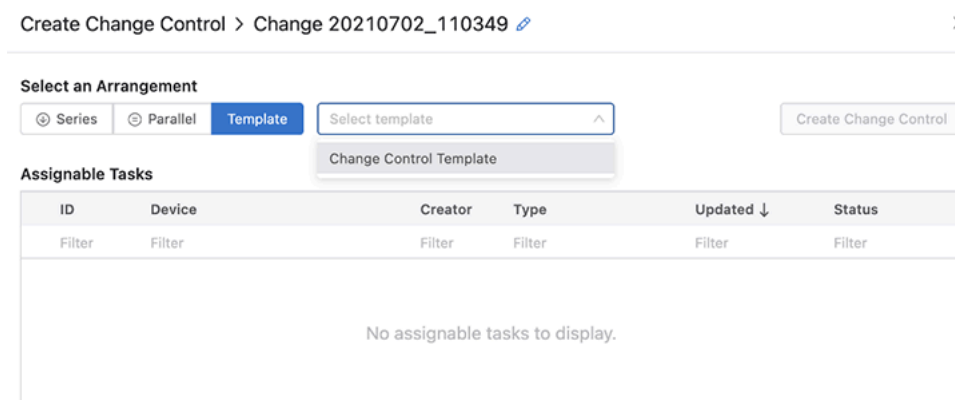 Create Change Control > Change 20210702_110349
Select an Arrangement
Series Parallel Template Select template Create Change Control
Change Control Template
Assignable Tasks
ID Device Creator Type Updated ↓ Status
Filter Filter Filter Filter Filter Filter
No assignable tasks to display.